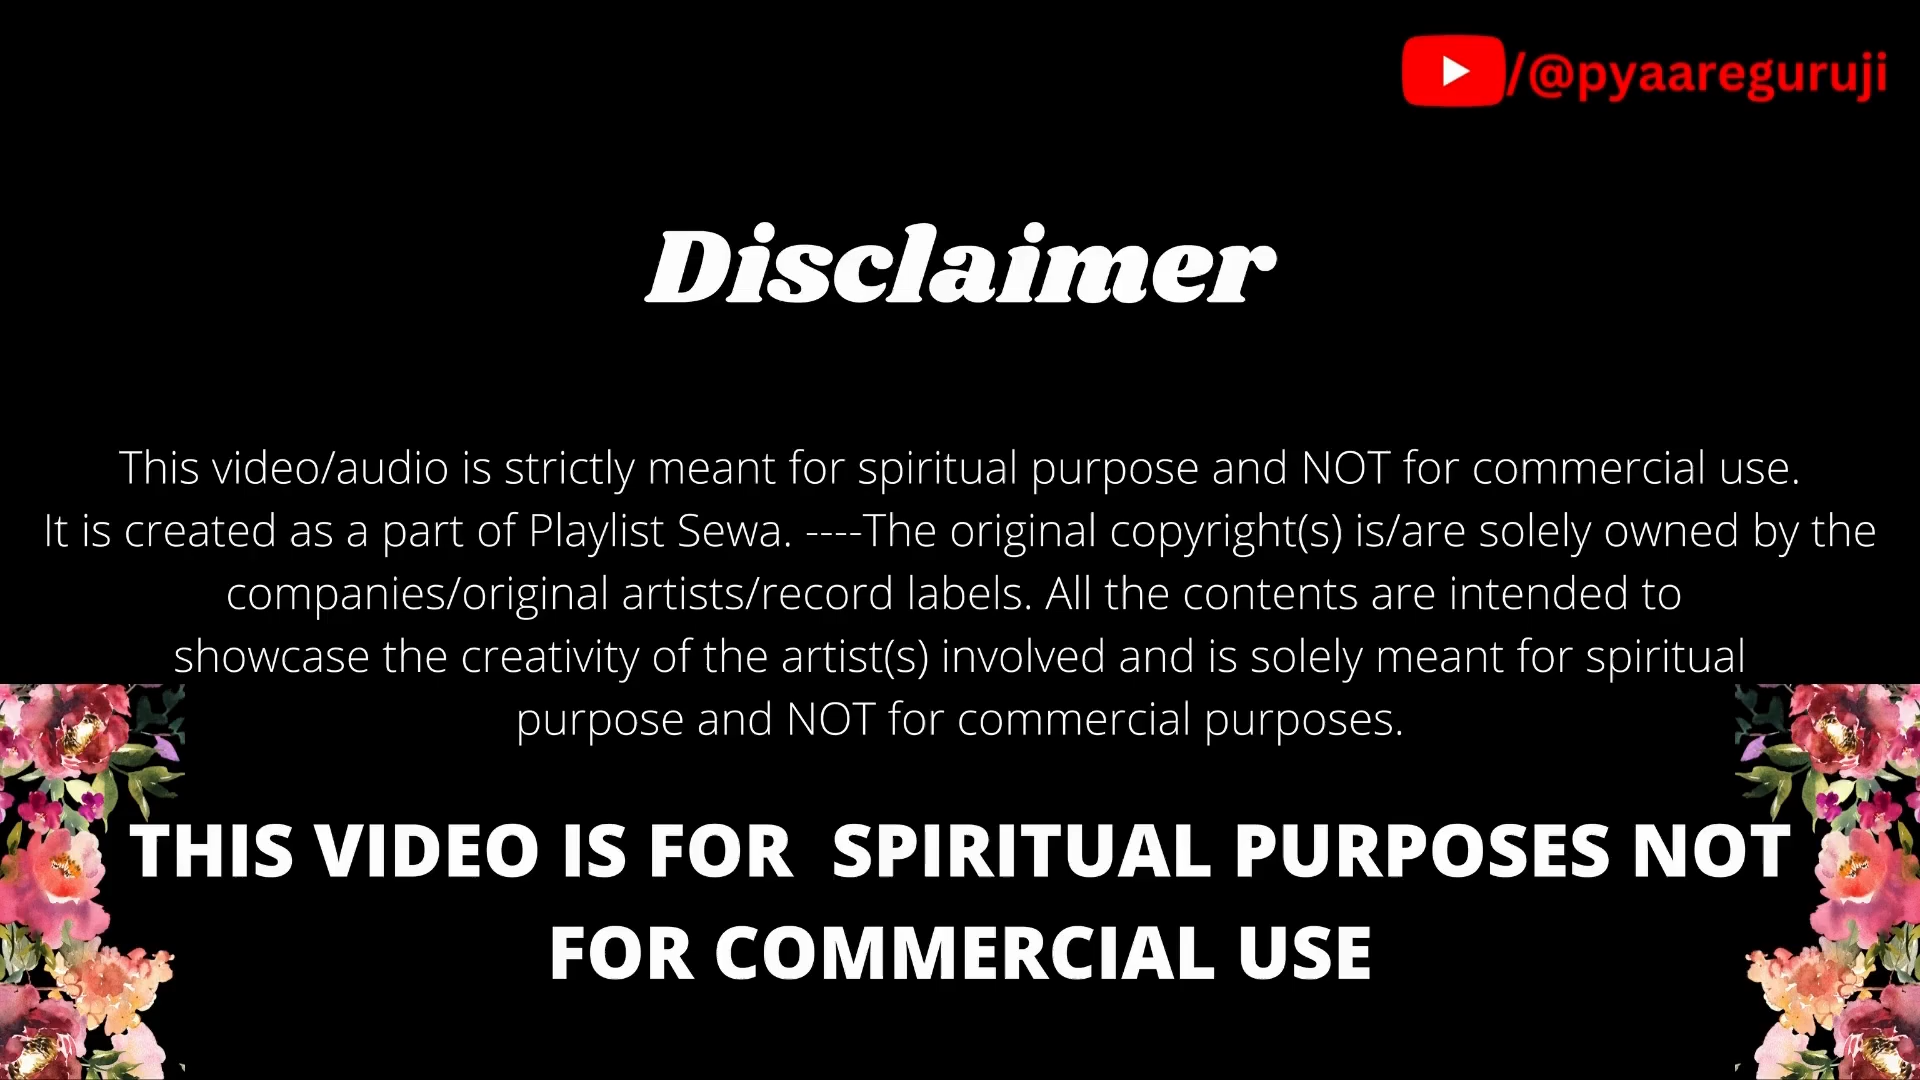 /@pyaareguruji
Disclaimer
This video/audio is strictly meant for spiritual purpose and NOT for commercial use.
It is created as a part of Playlist Sewa. ----The original copyright(s) is/are solely owned by the
companies/original artists/record labels. All the contents are intended to
showcase the creativity of the artist(s) involved and is solely meant for spiritual
purpose and NOT for commercial purposes.
THIS VIDEO IS FOR  SPIRITUAL PURPOSES NOT
FOR COMMERCIAL USE